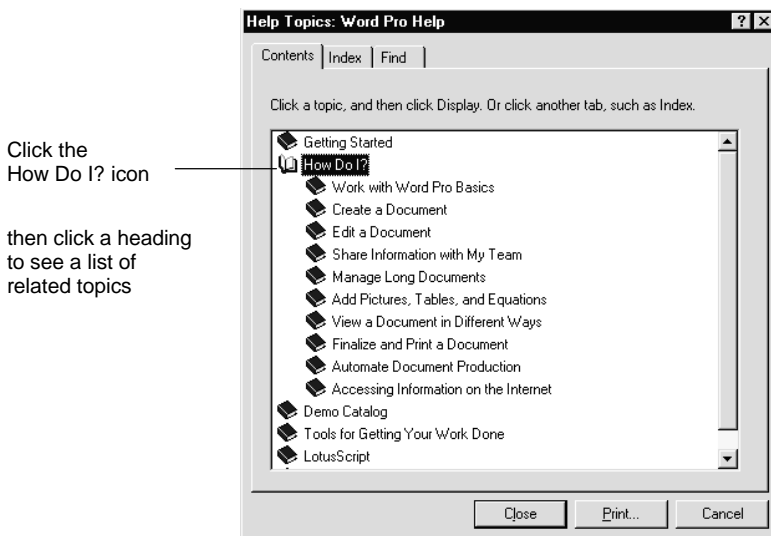 Help Topics: Word Pro Help
Contents Index Find
Click a topic, and then click Display. Or click another tab, such as Index.
Click the
How Do I? icon
then click a heading
to see a list of
related topics
Getting Started
How Do I?
Work with Word Pro Basics
Create a Document
Edit a Document
Share Information with My Team
Manage Long Documents
Add Pictures, Tables, and Equations
View a Document in Different Ways
Finalize and Print a Document
Automate Document Production
Accessing Information on the Internet
Demo Catalog
Tools for Getting Your Work Done
LotusScript
Close Print... Cancel